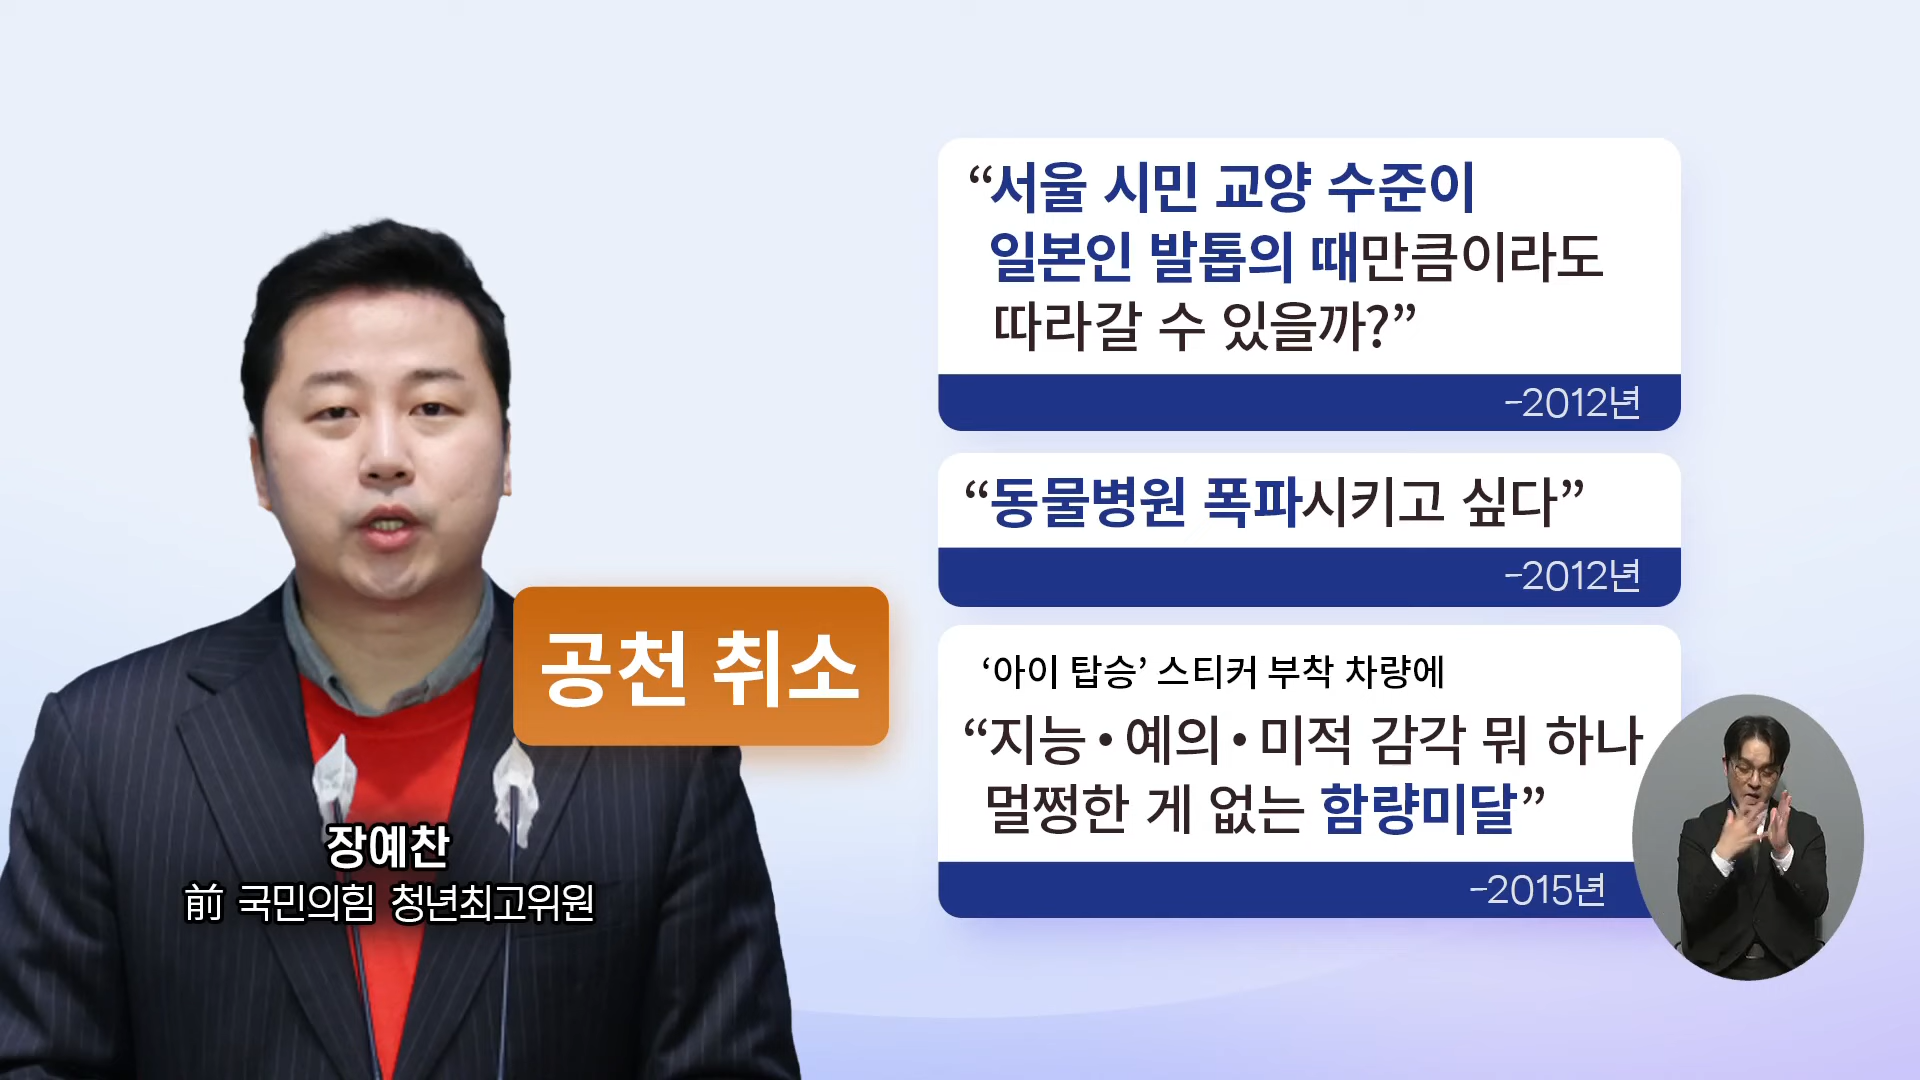 “서울 시민 교양 수준이
일본인 발톱의 때만큼이라도
따라갈 수 있을까?”
-2012년
“동물병원 폭파시키고 싶다”
-2012년
‘아이 탑승’ 스티커 부착 차량에
“지능•예의•미적 감각 뭐 하나
멀쩡한 게 없는 함량미달”
-2015년
공천 취소
장예찬
前 국민의힘 청년최고위원